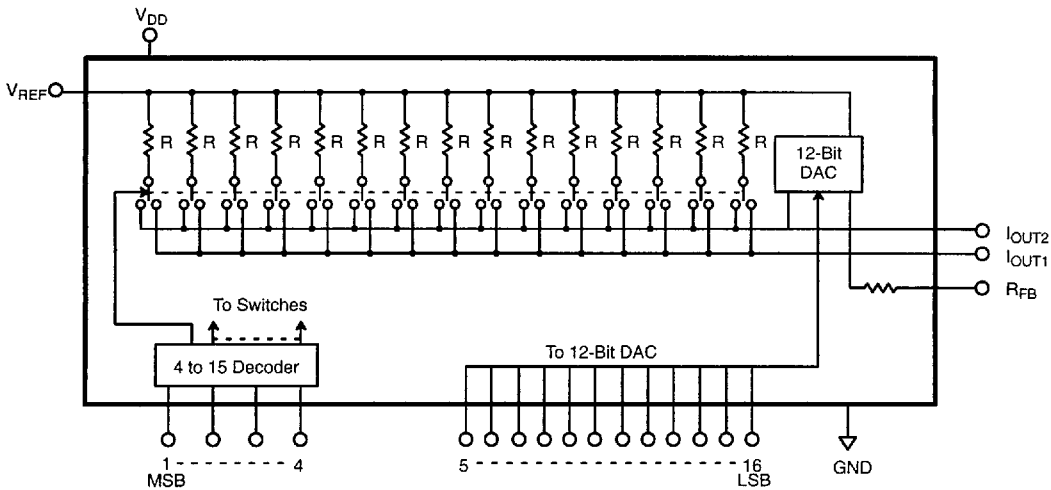 VDD
VREF
R R R R R R R R R R R R R R R
12-Bit
DAC
IOUT2
IOUT1
RFB
To Switches
4 to 15 Decoder
To 12-Bit DAC
1 4 5 16
MSB LSB
GND